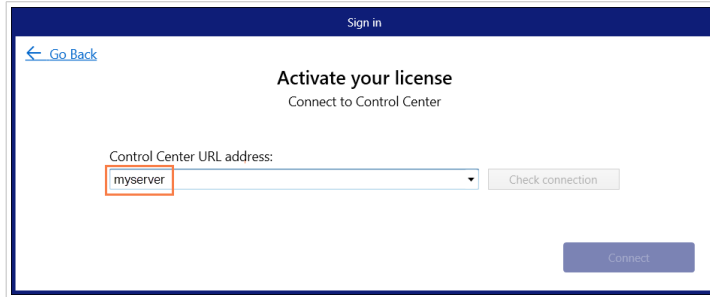 Sign in
← Go Back
Activate your license
Connect to Control Center
Control Center URL address:
myserver Check connection
Connect